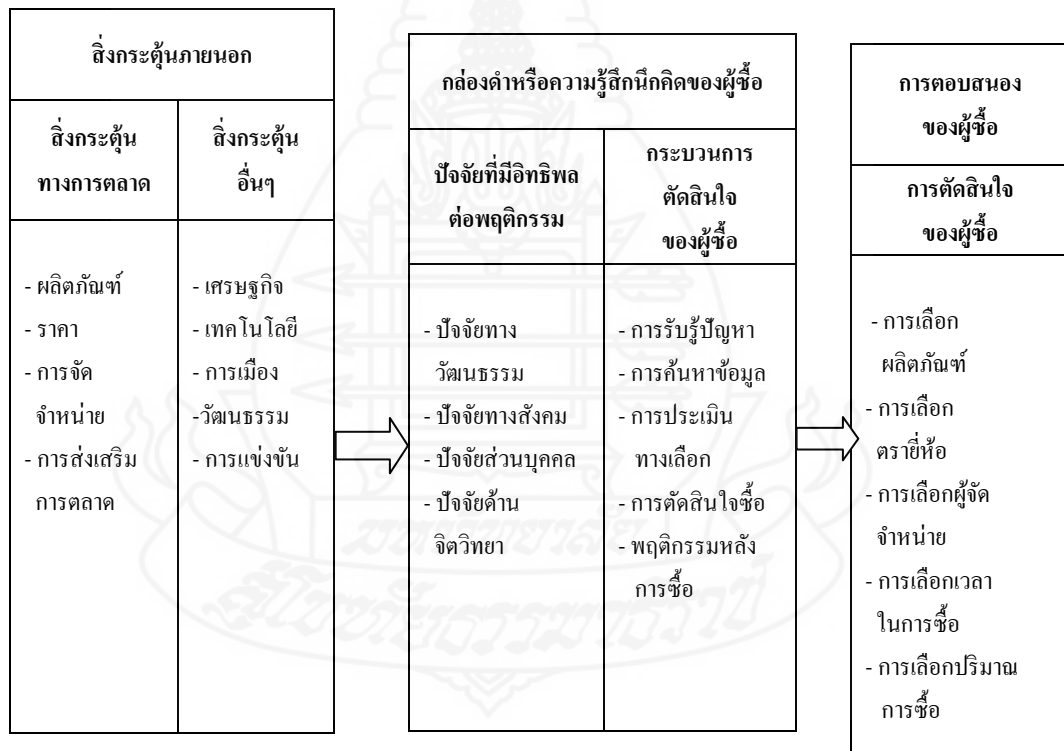 สิ่งกระตุ้นภายนอก
สิ่งกระตุ้น
ทางการตลาด
สิ่งกระตุ้น
อื่นๆ
- ผลิตภัณฑ์
- ราคา
- การจัด
จำหน่าย
- การส่งเสริม
การตลาด
- เศรษฐกิจ
- เทคโนโลยี
- การเมือง
-วัฒนธรรม
- การแข่งขัน
กล่องดำหรือความรู้สึกนึกคิดของผู้ซื้อ
ปัจจัยที่มีอิทธิพล
ต่อพฤติกรรม
กระบวนการ
ตัดสินใจ
ของผู้ซื้อ
- ปัจจัยทาง
วัฒนธรรม
- ปัจจัยทางสังคม
- ปัจจัยส่วนบุคคล
- ปัจจัยด้าน
จิตวิทยา
- การรับรู้ปัญหา
- การค้นหาข้อมูล
- การประเมิน
ทางเลือก
- การตัดสินใจซื้อ
- พฤติกรรมหลัง
การซื้อ
การตอบสนอง
ของผู้ซื้อ
การตัดสินใจ
ของผู้ซื้อ
- การเลือก
ผลิตภัณฑ์
- การเลือก
ตรายี่ห้อ
- การเลือกผู้จัด
จำหน่าย
- การเลือกเวลา
ในการซื้อ
- การเลือกปริมาณ
การซื้อ